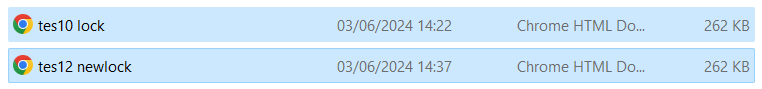 tes10 lock 03/06/2024 14:22 Chrome HTML Do... 262 KB
tes12 newlock 03/06/2024 14:37 Chrome HTML Do... 262 KB